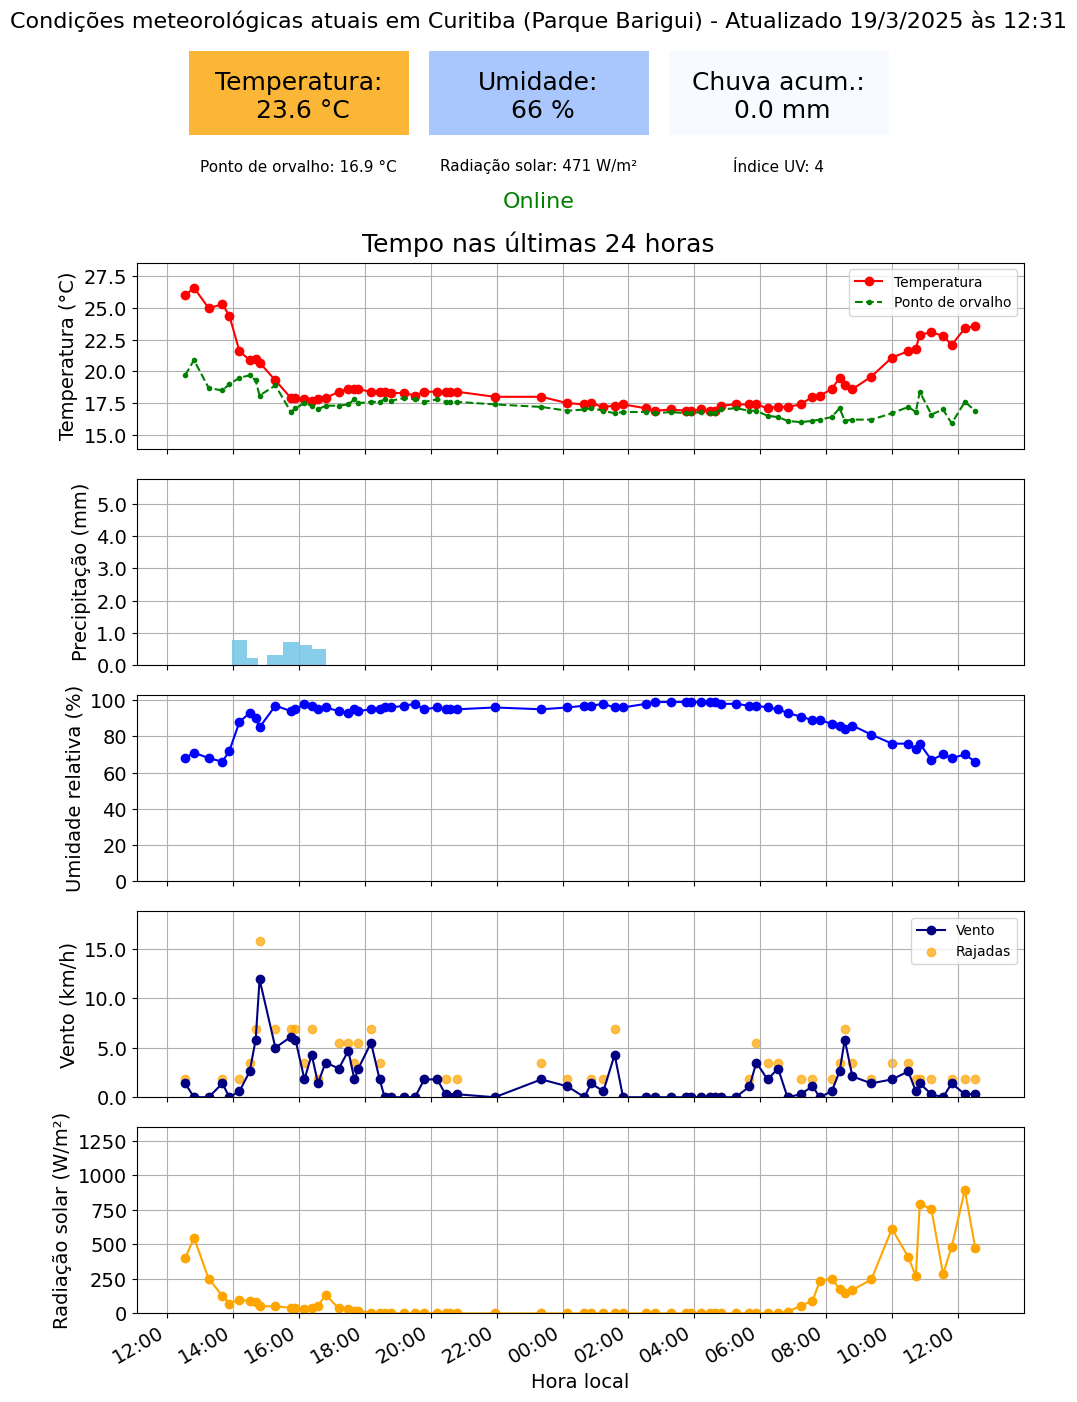 Condições meteorológicas atuais em Curitiba (Parque Barigui) - Atualizado 19/3/2025 às 12:31
Temperatura:
23.6 °C
Umidade:
66 %
Chuva acum.:
0.0 mm
Ponto de orvalho: 16.9 °C
Radiação solar: 471 W/m²
Índice UV: 4
Online
Tempo nas últimas 24 horas
Temperatura (°C)
27.5
25.0
22.5
20.0
17.5
15.0
Temperatura
Ponto de orvalho
Precipitação (mm)
5.0
4.0
3.0
2.0
1.0
0.0
Umidade relativa (%)
100
80
60
40
20
0
Vento (km/h)
15.0
10.0
5.0
0.0
Vento
Rajadas
Radiação solar (W/m²)
1250
1000
750
500
250
0
12:00
14:00
16:00
18:00
20:00
22:00
00:00
02:00
04:00
06:00
08:00
10:00
12:00
Hora local